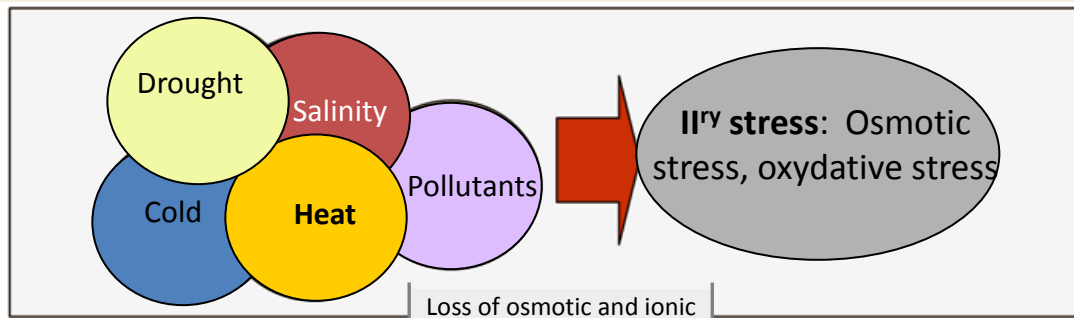 Drought
Salinity
Pollutants
Cold
Heat
IIʳʸ stress: Osmotic
stress, oxydative stress
Loss of osmotic and ionic